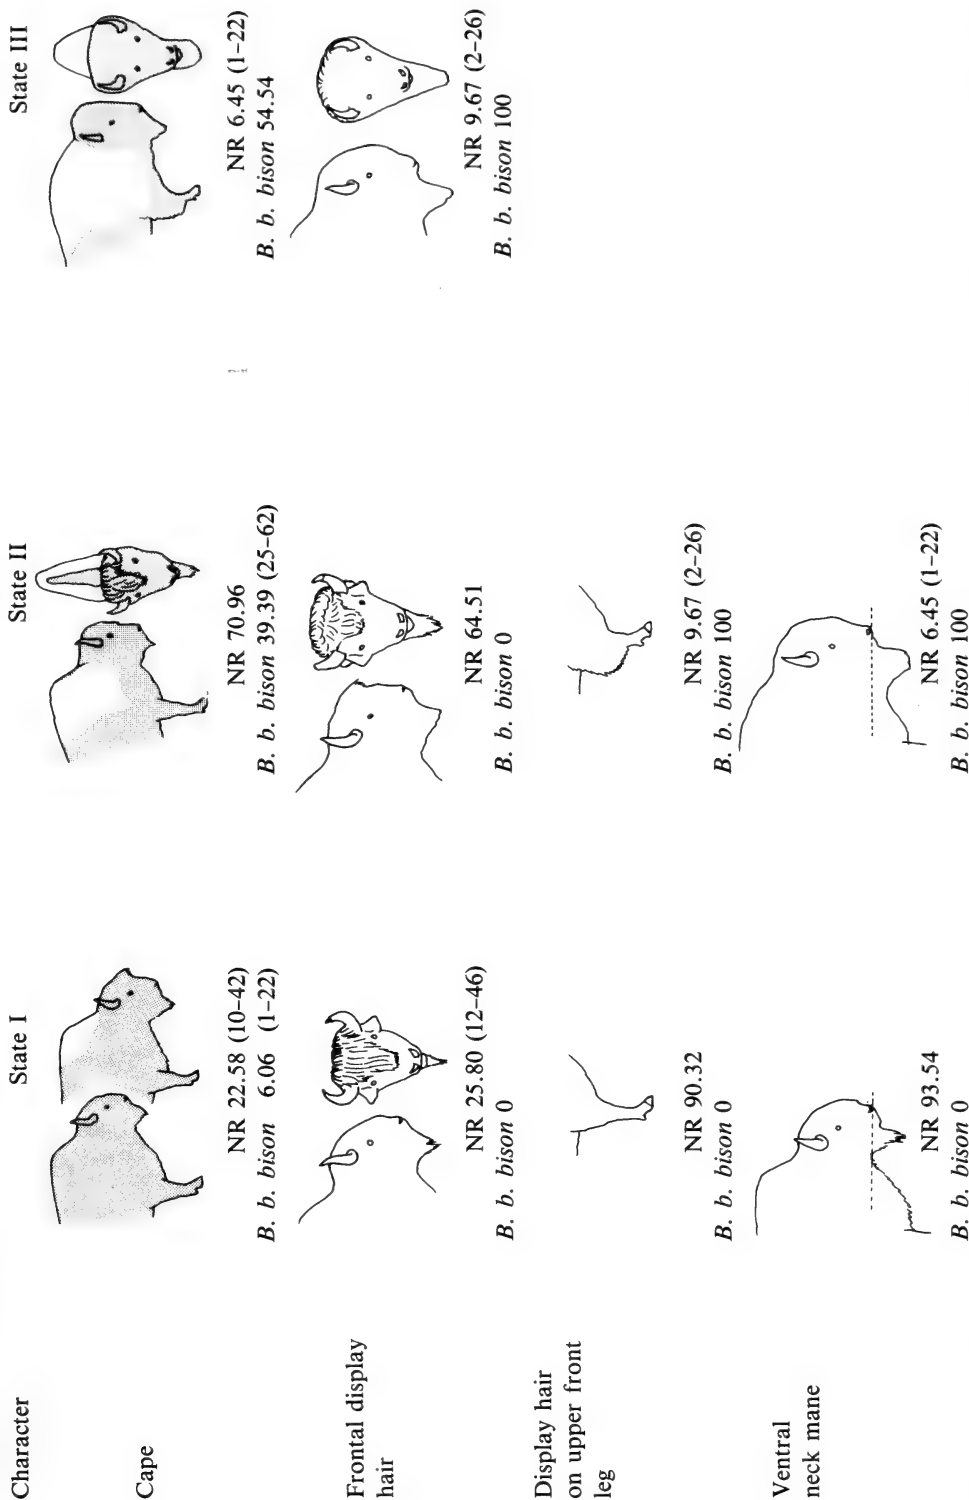 Character
State I
State II
State III
Cape
NR 22.58 (10–42)
B. b. bison 6.06 (1–22)
NR 70.96
B. b. bison 39.39 (25–62)
NR 6.45 (1–22)
B. b. bison 54.54
Frontal display
hair
NR 25.80 (12–46)
B. b. bison 0
NR 64.51
B. b. bison 0
NR 9.67 (2–26)
B. b. bison 100
Display hair
on upper front
leg
NR 90.32
B. b. bison 0
NR 9.67 (2–26)
B. b. bison 100
Ventral
neck mane
NR 93.54
B. b. bison 0
NR 6.45 (1–22)
B. b. bison 100